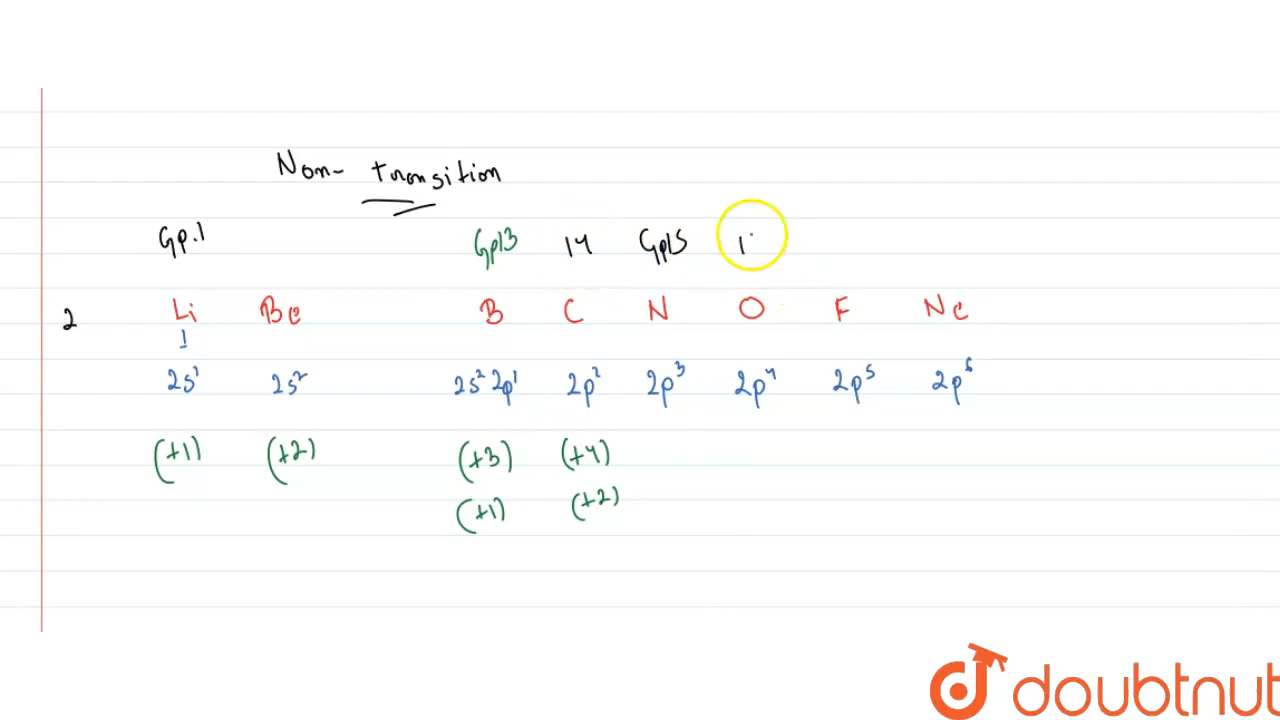 Non- transition
Gp.1 Gp13 14 Gp15 1
2 Li Be B C N O F Ne
1
2s¹ 2s² 2s² 2p¹ 2p² 2p³ 2p⁴ 2p⁵ 2p⁶
(+1) (+2) (+3) (+4)
(+1) (+2)
doubtnut